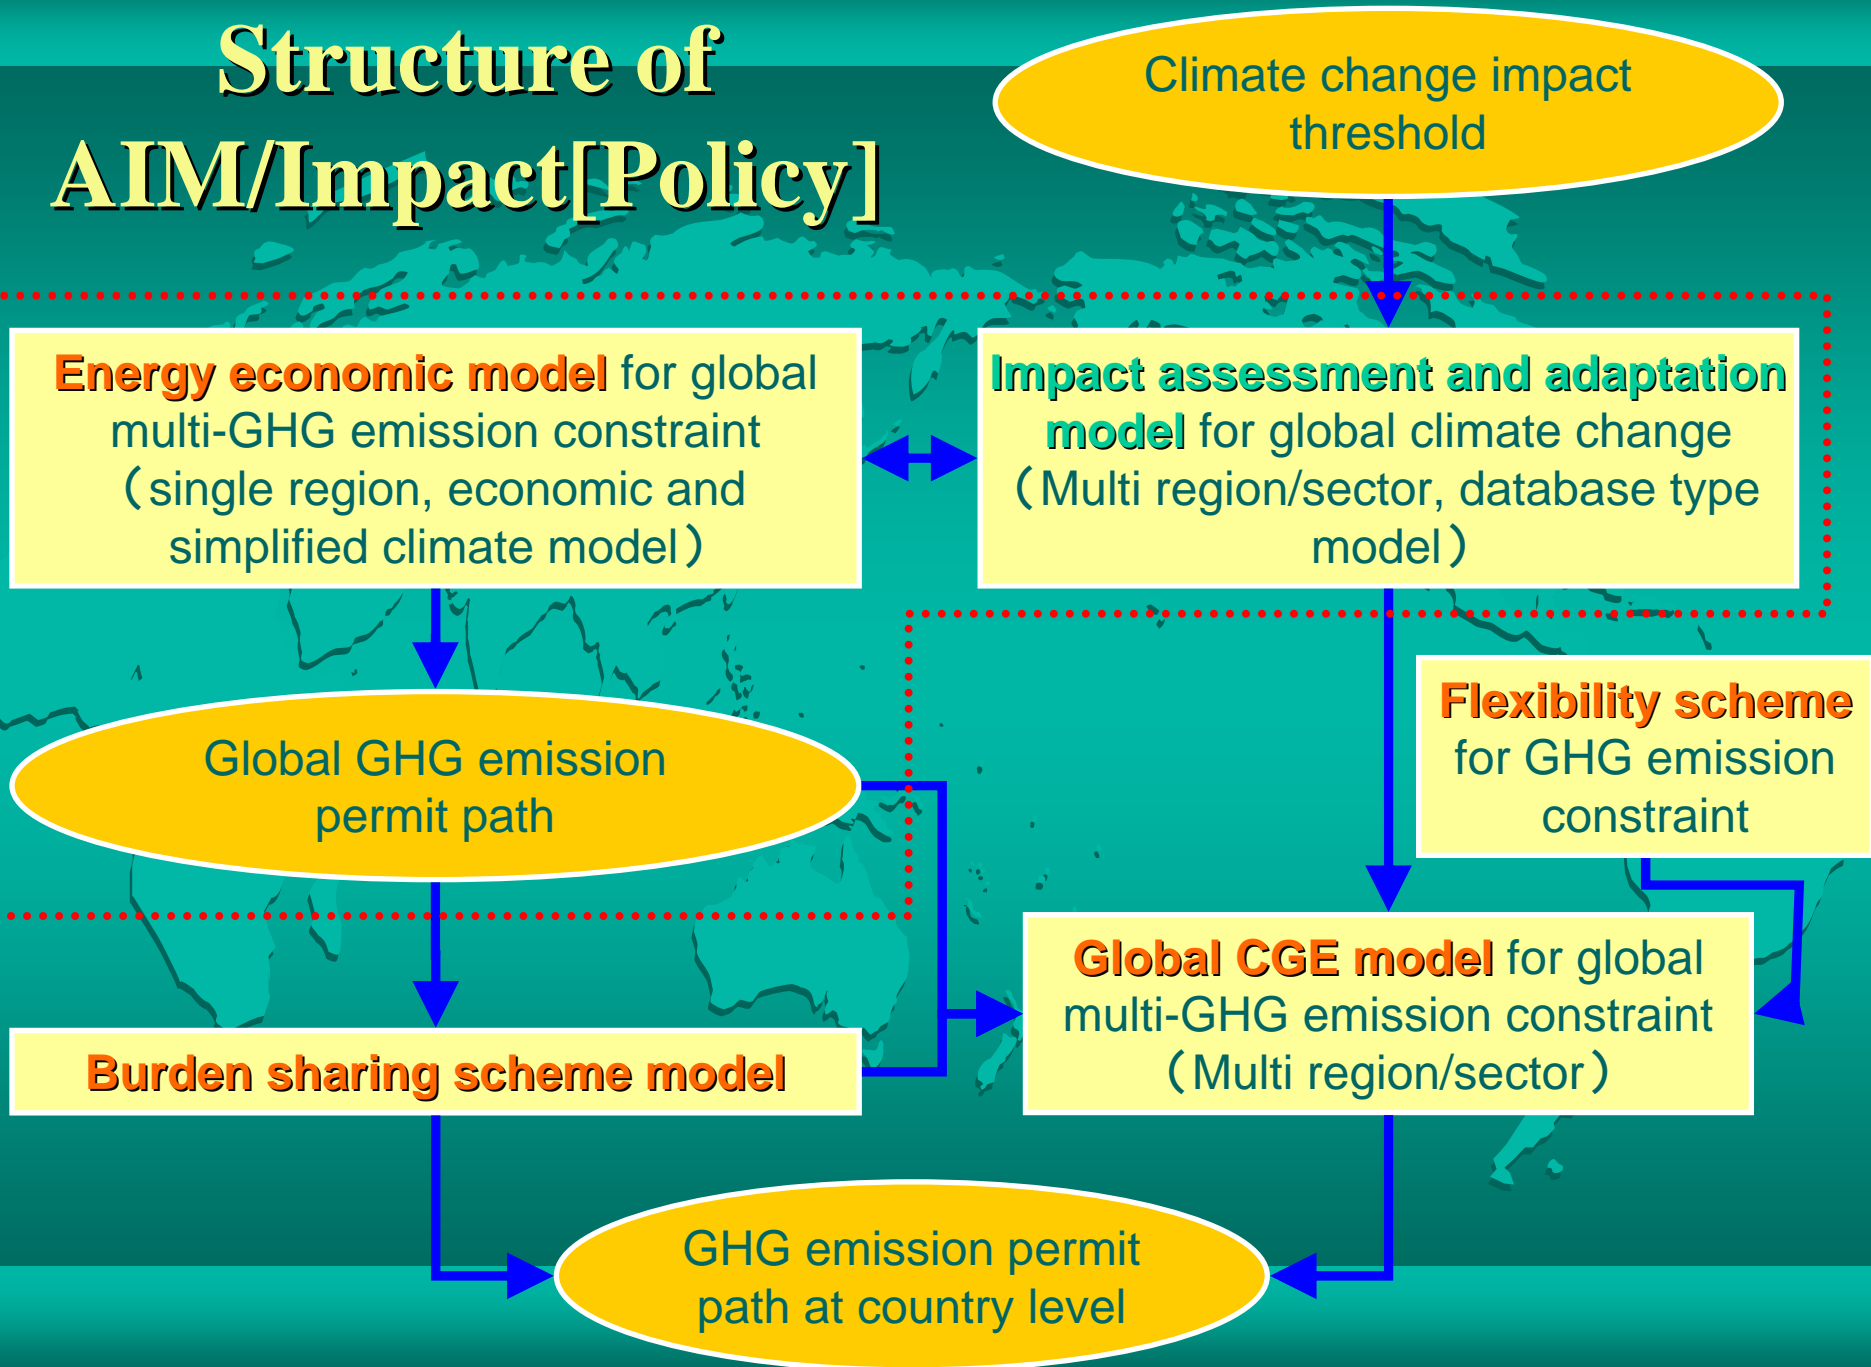 Structure of
AIM/Impact[Policy]
Climate change impact
threshold
Energy economic model for global
multi-GHG emission constraint
（single region, economic and
simplified climate model）
Impact assessment and adaptation
model for global climate change
（Multi region/sector, database type
model）
Flexibility scheme
for GHG emission
constraint
Global GHG emission
permit path
Global CGE model for global
multi-GHG emission constraint
（Multi region/sector）
Burden sharing scheme model
GHG emission permit
path at country level